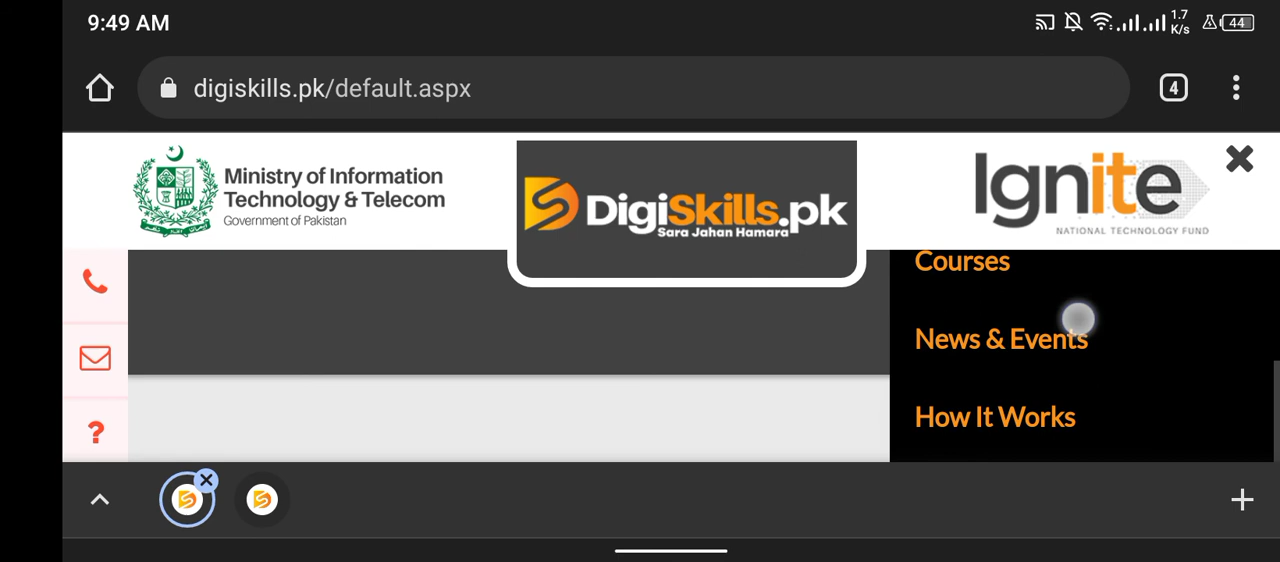 9:49 AM
1.7
K/s
44
digiskills.pk/default.aspx
4
Ministry of Information
Technology & Telecom
Government of Pakistan
DigiSkills.pk
Sara Jahan Hamara
Ignite
NATIONAL TECHNOLOGY FUND
Courses
News & Events
How It Works
?